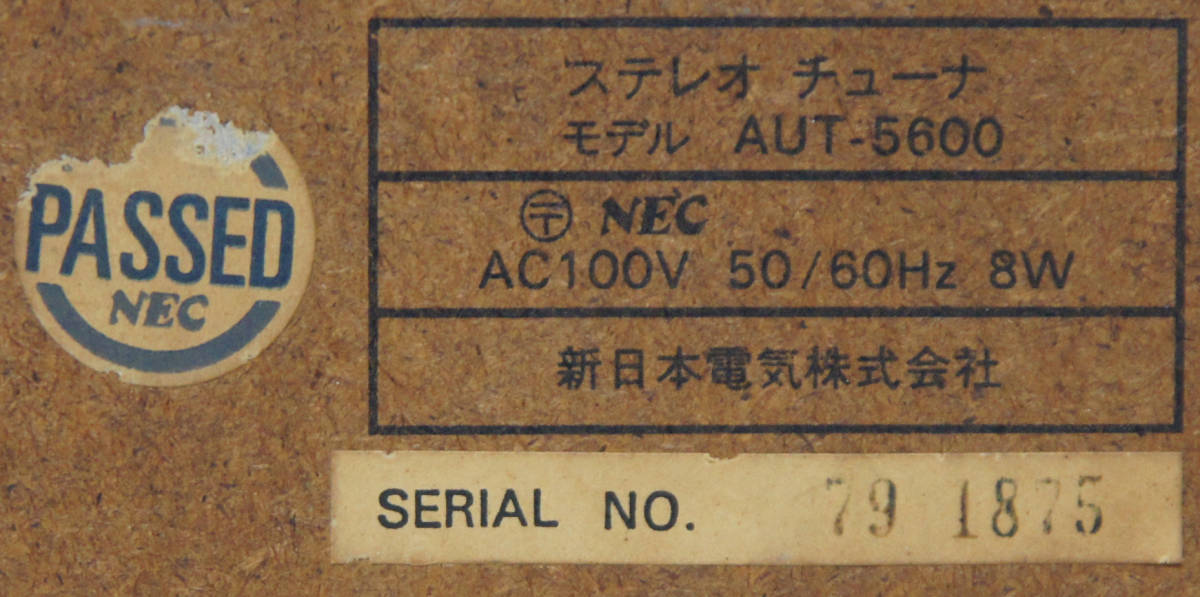 ステレオ チューナ
モデル AUT-5600
〒 NEC
AC100V 50/60Hz 8W
新日本電気株式会社
PASSED
NEC
SERIAL NO. 79 1875